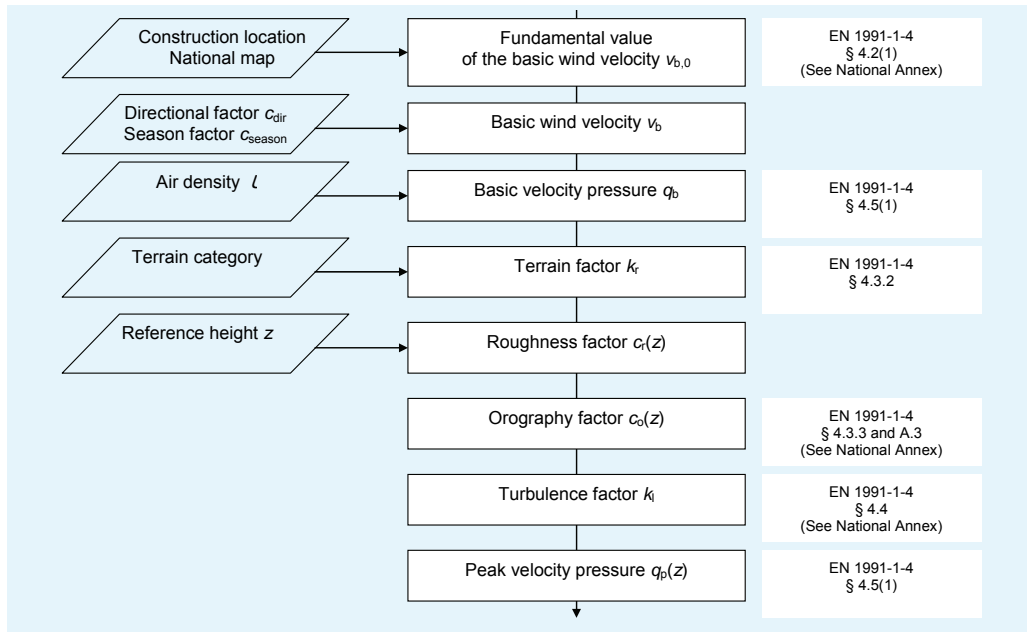 Construction location
National map
Fundamental value
of the basic wind velocity vb,0
EN 1991-1-4
§ 4.2(1)
(See National Annex)
Directional factor cdir
Season factor cseason
Basic wind velocity vb
Air density
Basic velocity pressure qb
EN 1991-1-4
§ 4.5(1)
Terrain category
Terrain factor kr
EN 1991-1-4
§ 4.3.2
Reference height z
Roughness factor cr(z)
Orography factor co(z)
EN 1991-1-4
§ 4.3.3 and A.3
(See National Annex)
Turbulence factor kl
EN 1991-1-4
§ 4.4
(See National Annex)
Peak velocity pressure qp(z)
EN 1991-1-4
§ 4.5(1)